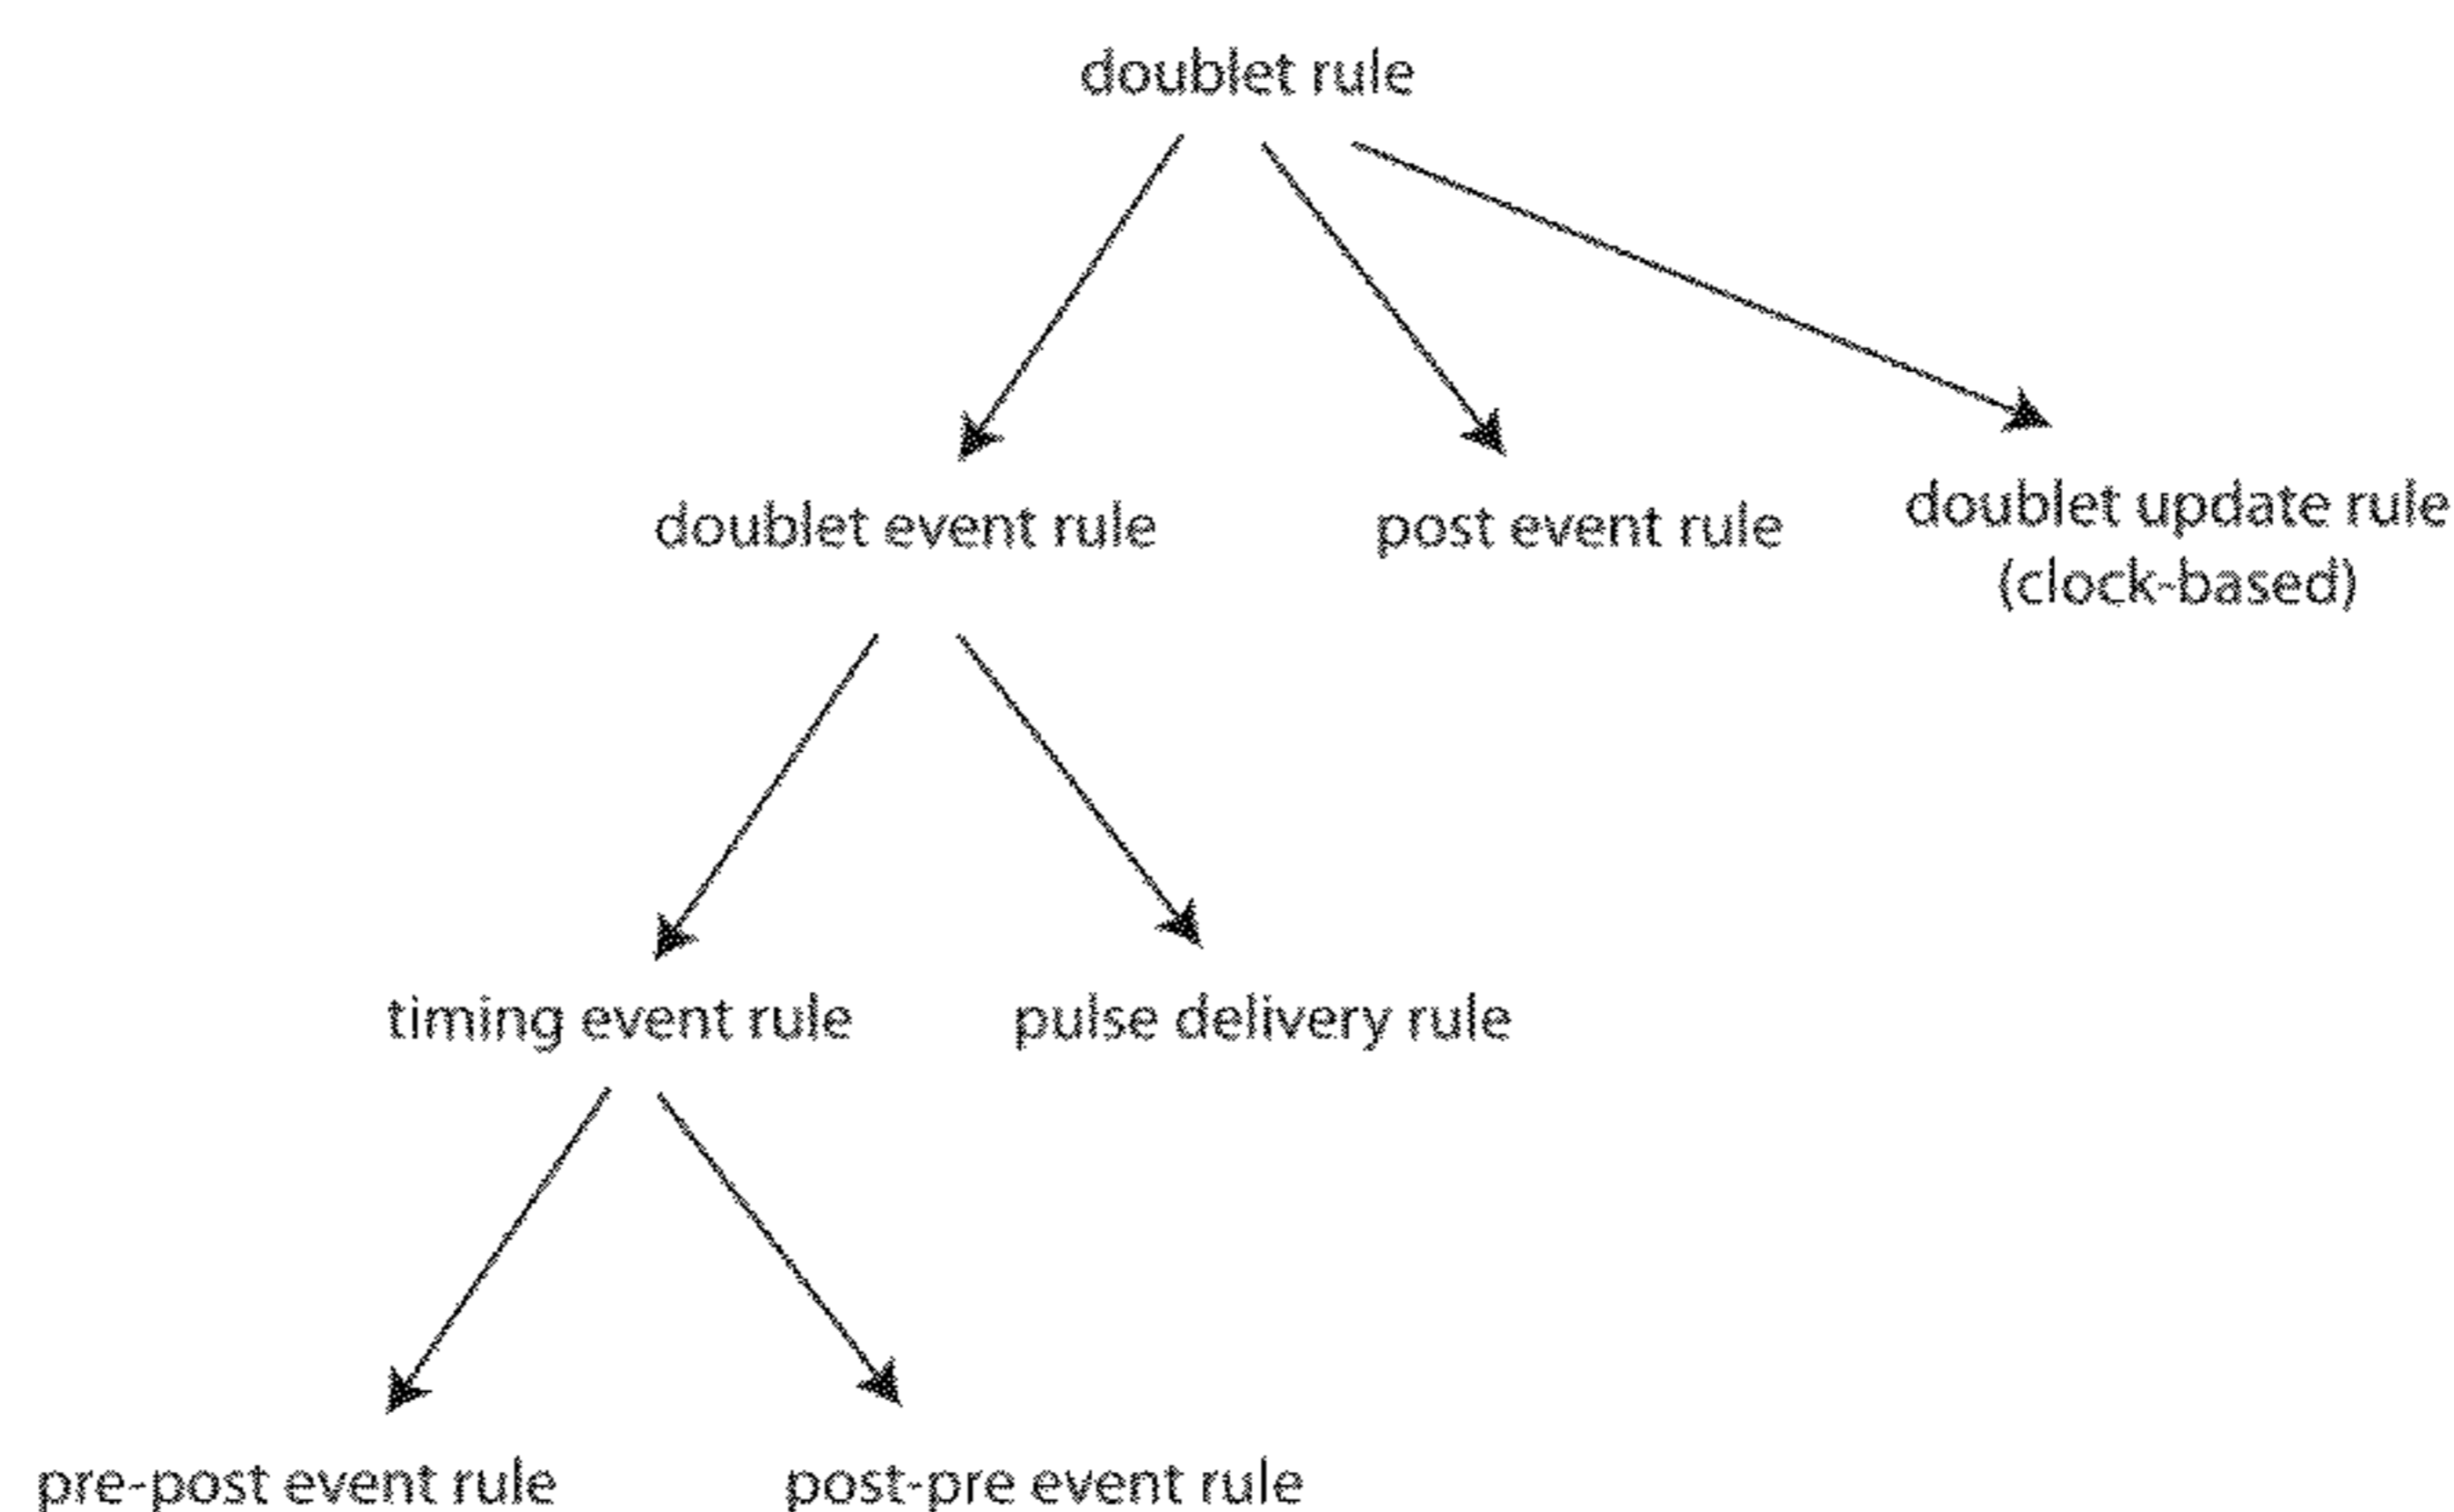 doublet rule
doublet event rule
post event rule
doublet update rule
(clock-based)
timing event rule
pulse delivery rule
pre-post event rule
post-pre event rule